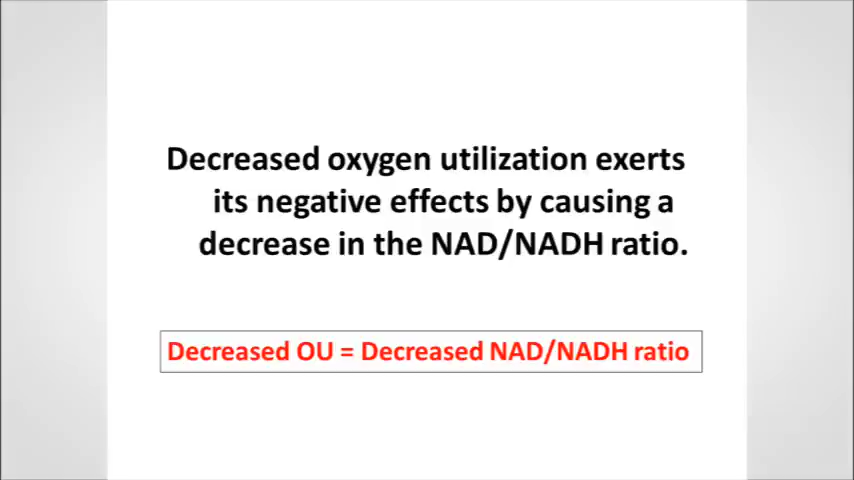 Decreased oxygen utilization exerts
its negative effects by causing a
decrease in the NAD/NADH ratio.
Decreased OU = Decreased NAD/NADH ratio